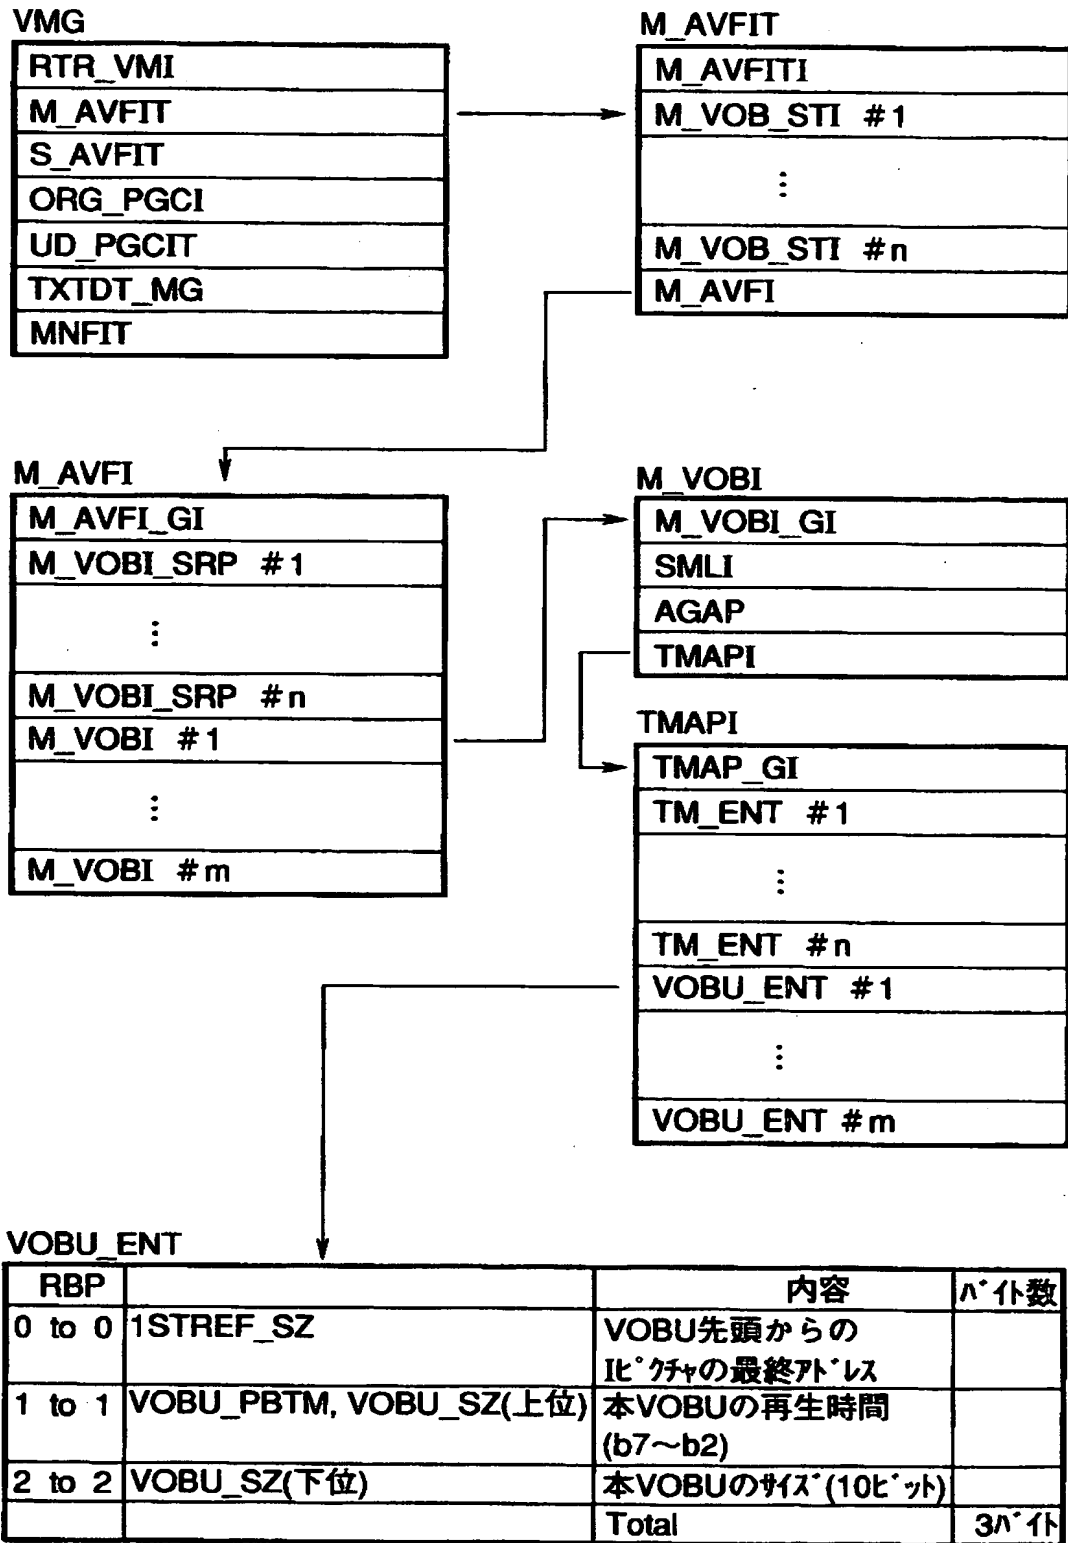 VMG
RTR_VMI
M_AVFIT
S_AVFIT
ORG_PGCI
UD_PGCIT
TXTDT_MG
MNFIT
M_AVFIT
M_AVFITI
M_VOB_STI #1
⋮
M_VOB_STI #n
M_AVFI
M_AVFI
M_AVFI_GI
M_VOBI_SRP #1
⋮
M_VOBI_SRP #n
M_VOBI #1
⋮
M_VOBI #m
M_VOBI
M_VOBI_GI
SMLI
AGAP
TMAPI
TMAPI
TMAP_GI
TM_ENT #1
⋮
TM_ENT #n
VOBU_ENT #1
⋮
VOBU_ENT #m
VOBU_ENT
RBP 内容 ﾊﾞｲﾄ数
0 to 0 1STREF_SZ VOBU先頭からの
Iﾋﾟｸﾁｬの最終ｱﾄﾞﾚｽ
1 to 1 VOBU_PBTM, VOBU_SZ(上位) 本VOBUの再生時間
(b7～b2)
2 to 2 VOBU_SZ(下位) 本VOBUのｻｲｽﾞ(10ﾋﾞｯﾄ)
Total 3ﾊﾞｲﾄ